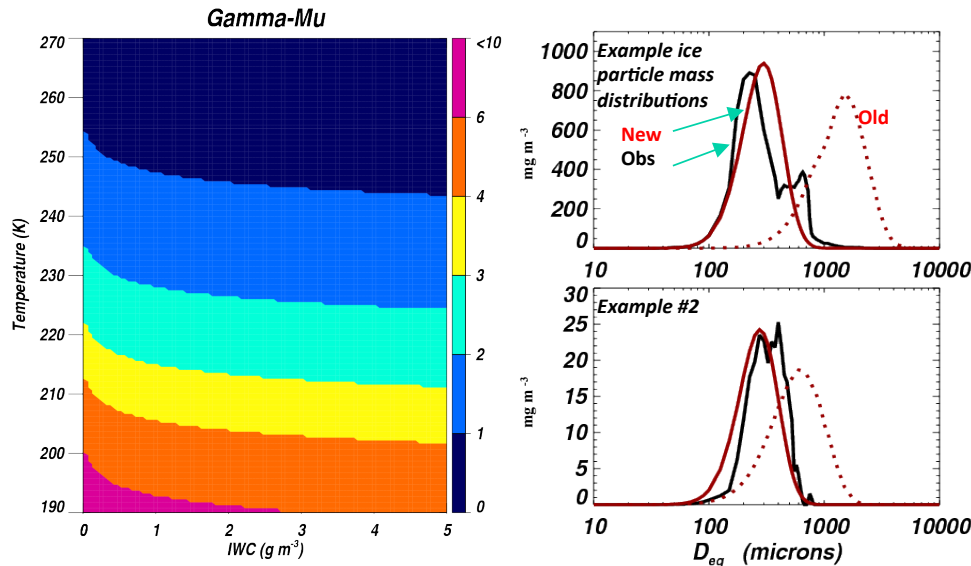 Gamma-Mu
270
260
250
240
230
220
210
200
190
Temperature (K)
0 1 2 3 4 5
IWC (g m-3)
<10
6
4
3
2
1
0
1000
800
600
400
200
0
mg m -3
Example ice
particle mass
distributions
New
Obs
Old
10 100 1000 10000
30
25
20
15
10
5
0
mg m -3
Example #2
10 100 1000 10000
Deq (microns)